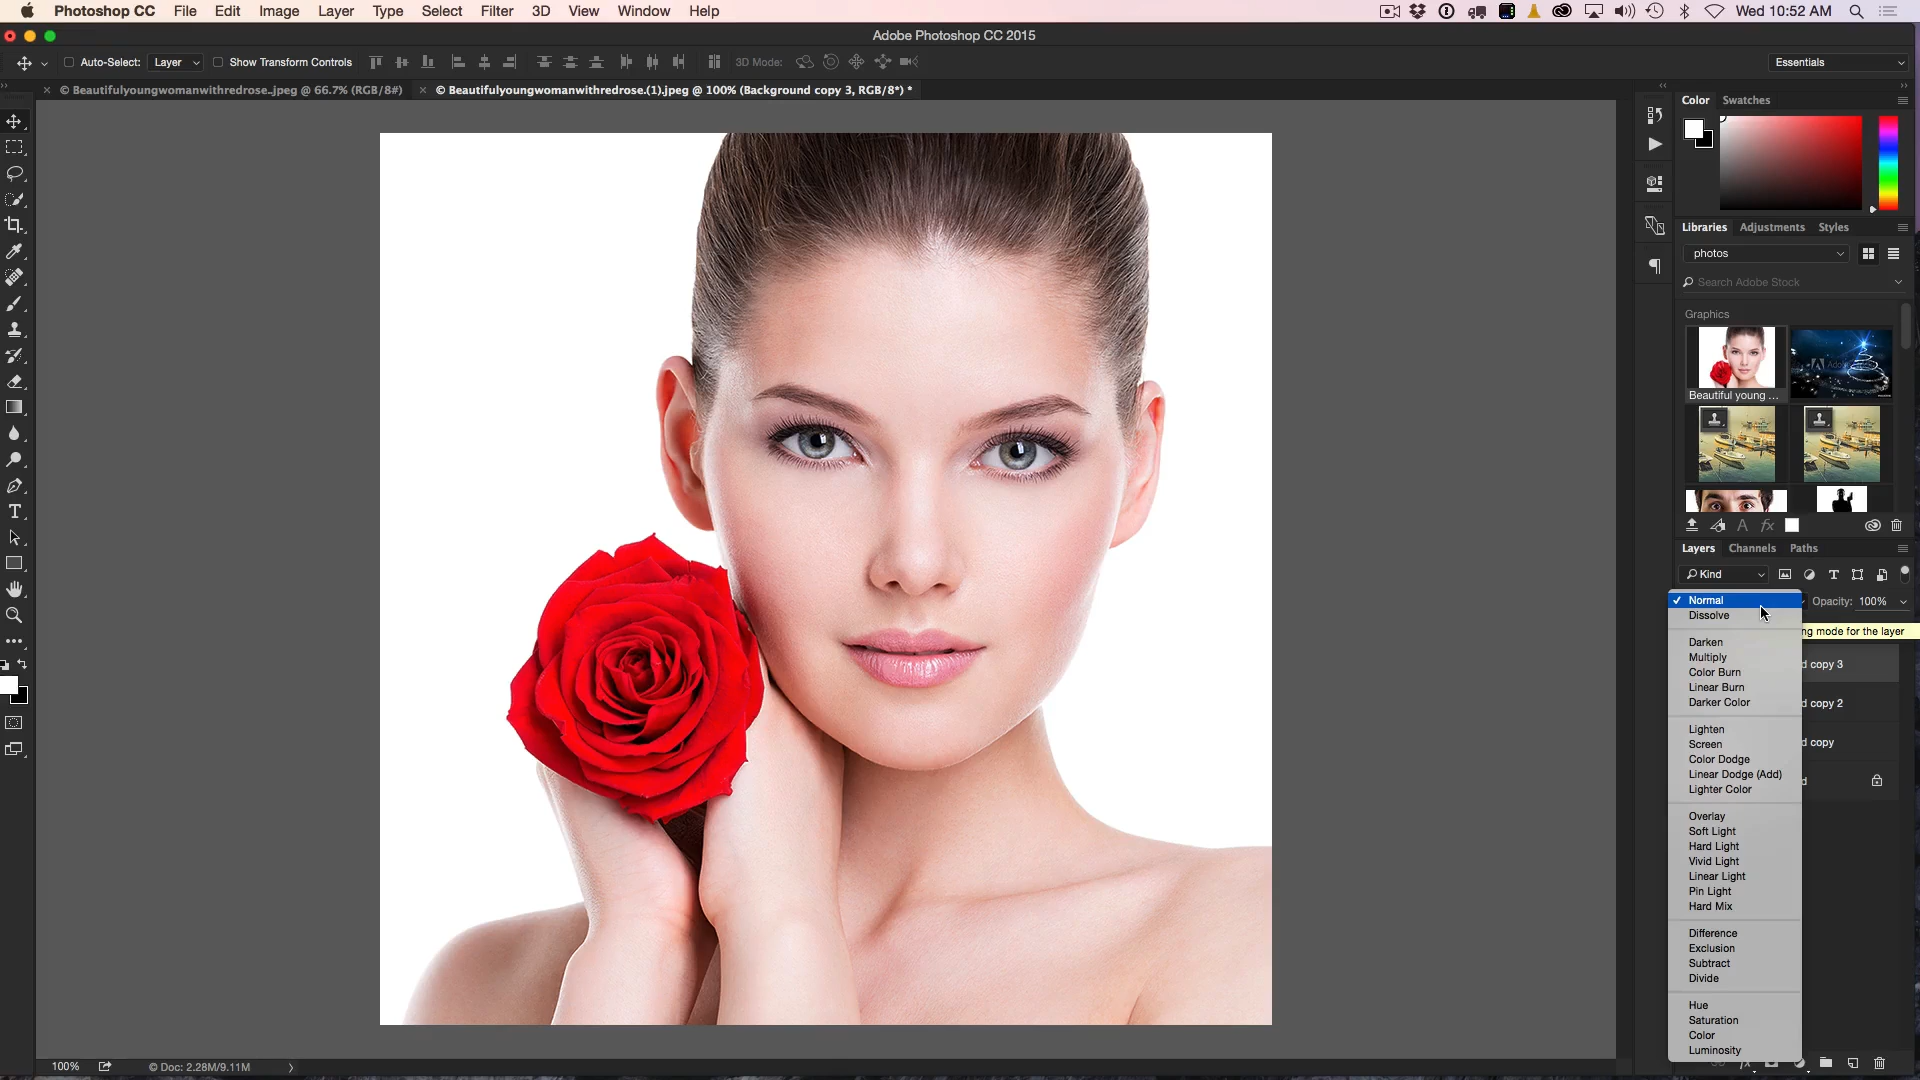 Photoshop CC File Edit Image Layer Type Select Filter 3D View Window Help Wed 10:52 AM
Adobe Photoshop CC 2015
Auto-Select: Layer Show Transform Controls 3D Mode: Essentials
× © Beautifulyoungwomanwithredrose..jpeg @ 66.7% (RGB/8#) × © Beautifulyoungwomanwithredrose.(1).jpeg @ 100% (Background copy 3, RGB/8*) *
Color Swatches
Libraries Adjustments Styles
photos
Search Adobe Stock
Graphics
Beautiful young ...
Layers Channels Paths
Kind
Normal Opacity: 100%
Dissolve
ng mode for the layer
Darken
Multiply
d copy 3
Color Burn
Linear Burn
Darker Color
d copy 2
Lighten
Screen
d copy
Color Dodge
Linear Dodge (Add)
d
Lighter Color
Overlay
Soft Light
Hard Light
Vivid Light
Linear Light
Pin Light
Hard Mix
Difference
Exclusion
Subtract
Divide
Hue
Saturation
Color
Luminosity
100% © Doc: 2.28M/9.11M